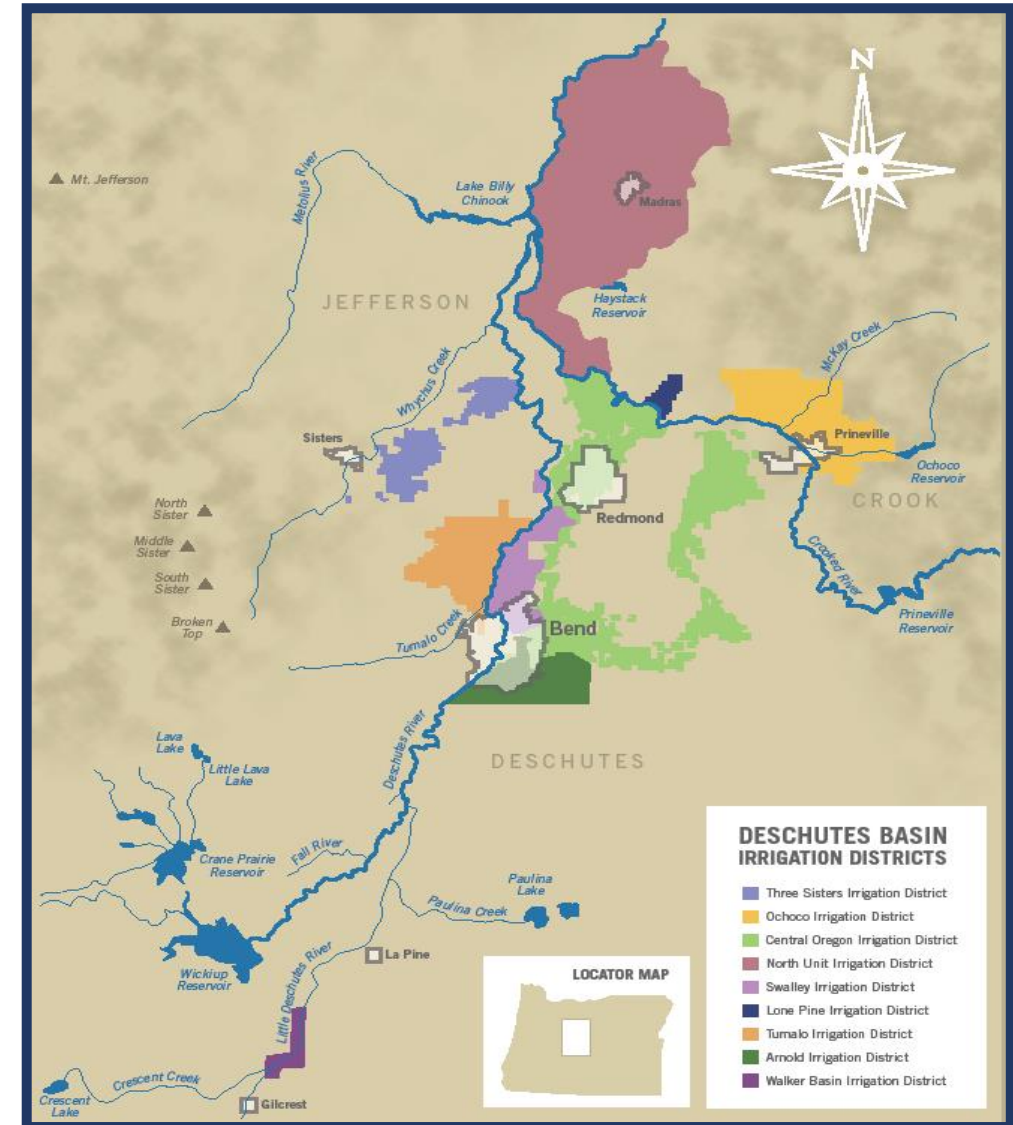 N
Mt. Jefferson
Metolius River
Lake Billy
Chinook
Madras
JEFFERSON
Haystack
Reservoir
McKay Creek
Whychus Creek
Sisters
Prineville
Ochoco
Reservoir
CROOK
North
Sister
Redmond
Middle
Sister
South
Sister
Crooked River
Prineville
Reservoir
Broken
Top
Tumalo Creek
Bend
Deschutes River
DESCHUTES
Lava
Lake
Little Lava
Lake
Fall River
Crane Prairie
Reservoir
Paulina
Lake
Paulina Creek
Wickiup
Reservoir
Little Deschutes River
La Pine
Crescent Creek
Crescent
Lake
Gilcrest
LOCATOR MAP
DESCHUTES BASIN
IRRIGATION DISTRICTS
Three Sisters Irrigation District
Ochoco Irrigation District
Central Oregon Irrigation District
North Unit Irrigation District
Swalley Irrigation District
Lone Pine Irrigation District
Tumalo Irrigation District
Arnold Irrigation District
Walker Basin Irrigation District